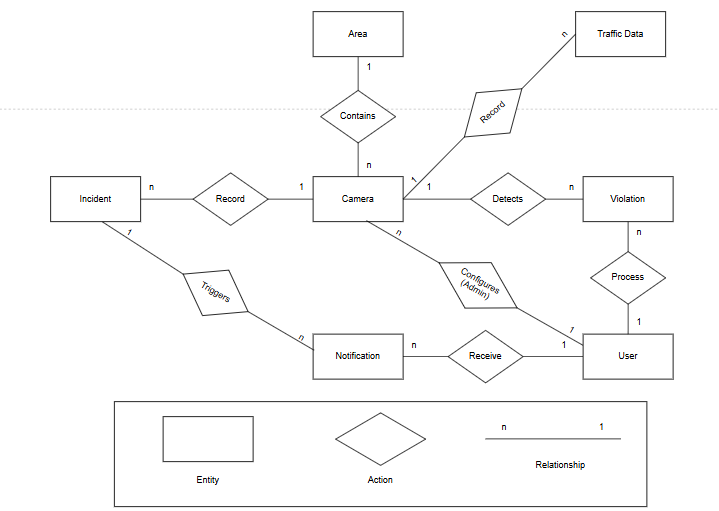 Area
Traffic Data
n
1
Record
Contains
n
1
Incident
n
Record
1
Camera
1
Detects
n
Violation
1
n
n
Triggers
Configures
(Admin)
Process
n
1
1
Notification
n
Receive
1
User
n
1
Entity
Action
Relationship